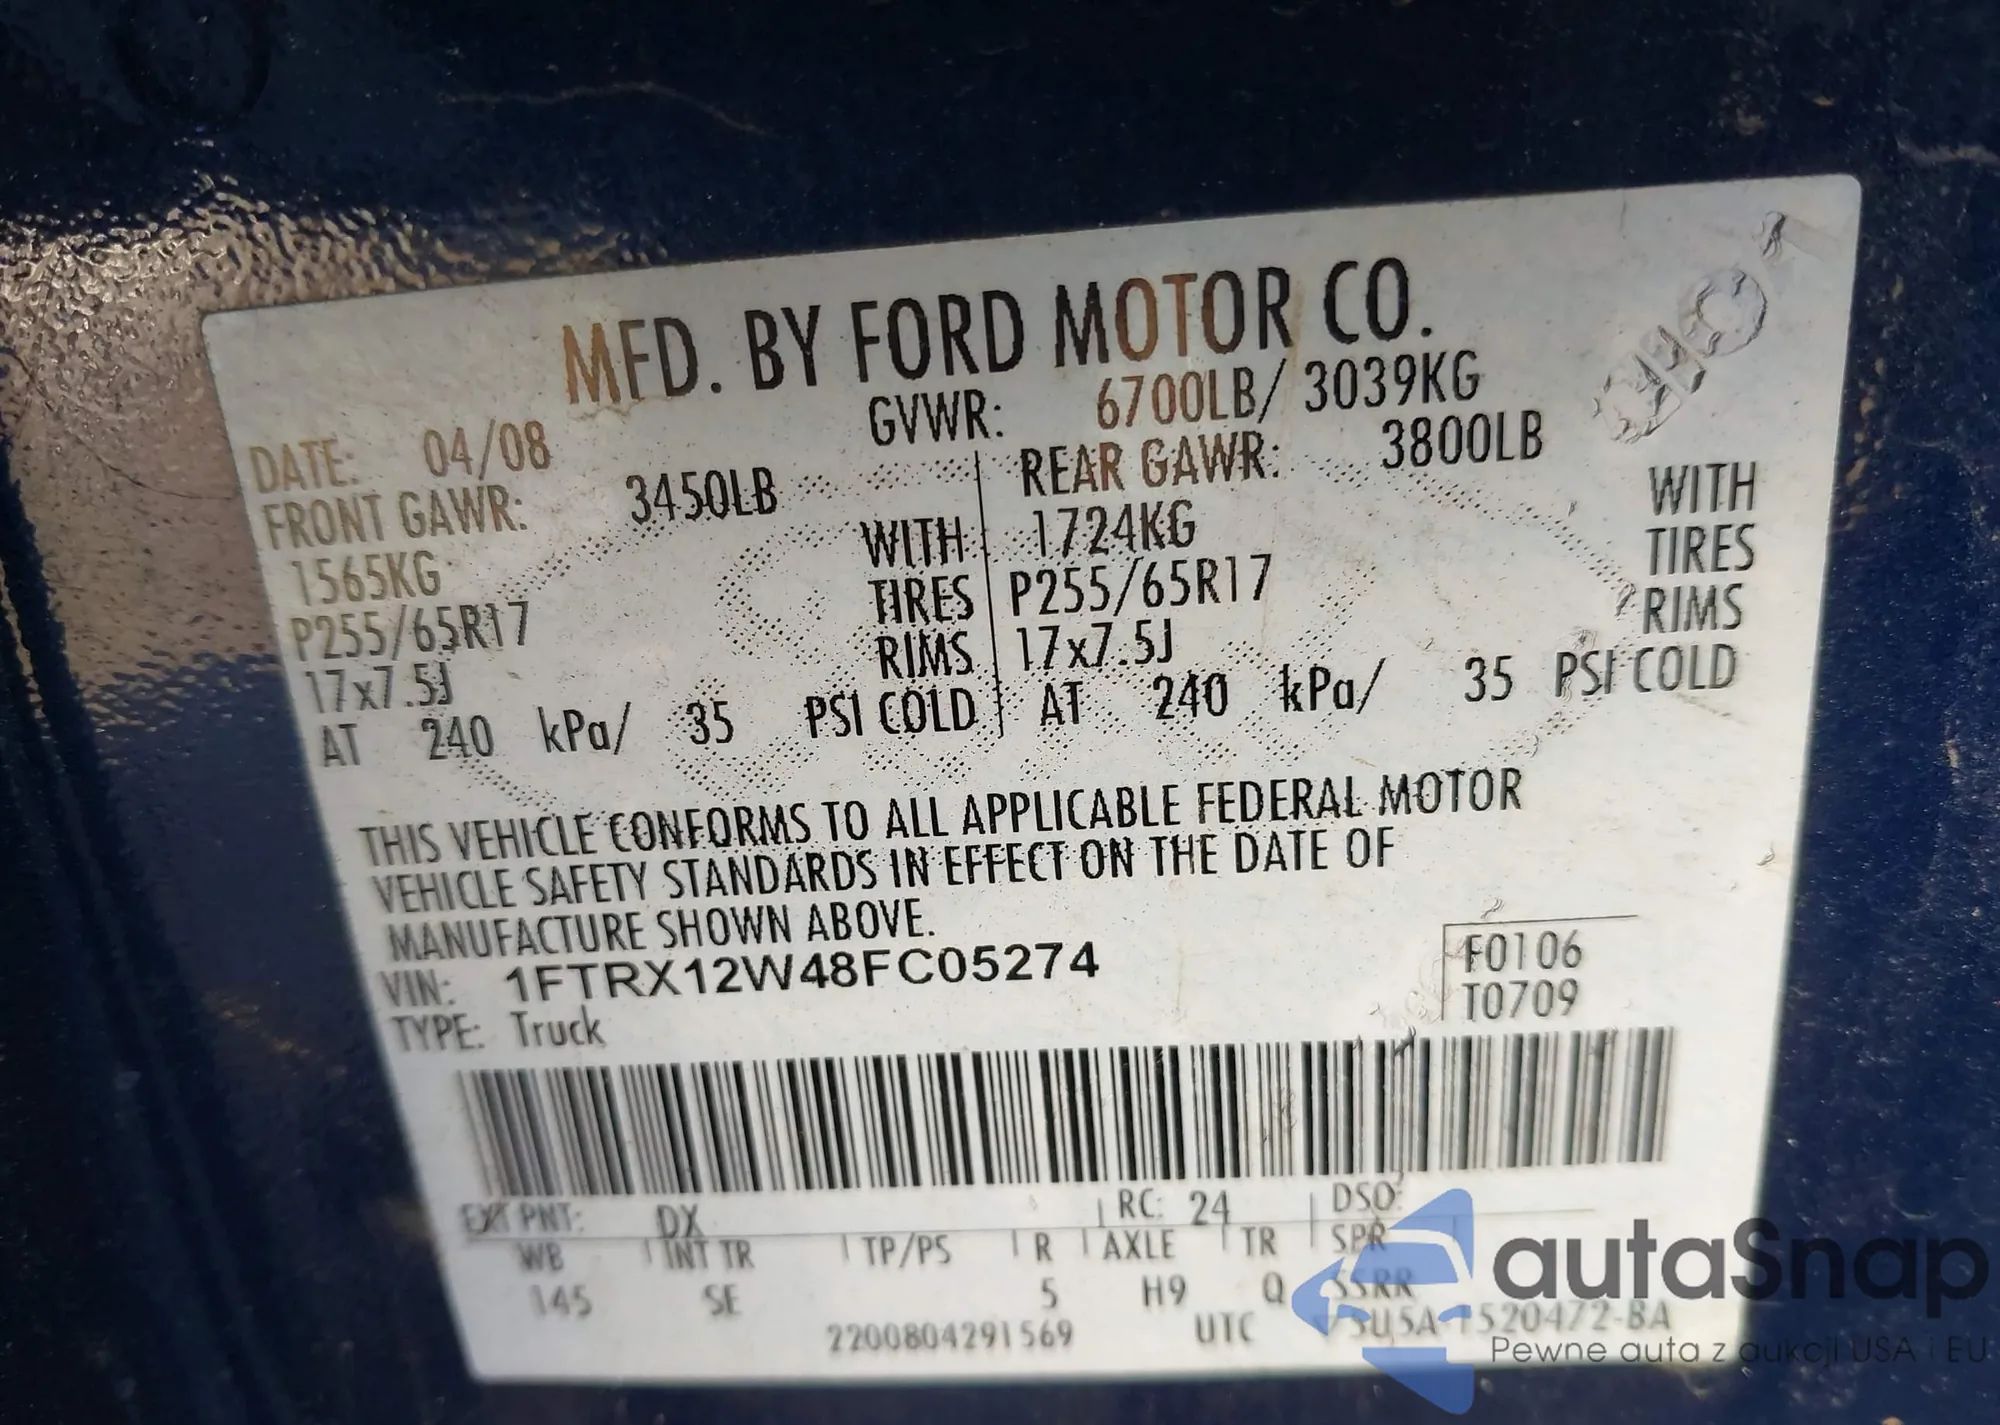 MFD. BY FORD MOTOR CO.
DATE: 04/08 GVWR: 6700LB/ 3039KG
FRONT GAWR: 3450LB REAR GAWR: 3800LB
1565KG WITH 1724KG WITH
P255/65R17 TIRES P255/65R17 TIRES
17x7.5J RIMS 17x7.5J RIMS
AT 240 kPa/ 35 PSI COLD AT 240 kPa/ 35 PSI COLD
THIS VEHICLE CONFORMS TO ALL APPLICABLE FEDERAL MOTOR
VEHICLE SAFETY STANDARDS IN EFFECT ON THE DATE OF
MANUFACTURE SHOWN ABOVE.
VIN: 1FTRX12W48FC05274 F0106
TYPE: Truck T0709
EXT PNT: DX RC: 24 DSO:
WB INT TR TP/PS R AXLE TR SPR
145 SE 5 H9 Q SSRR
2200804291569 UTC
autaSnap
Pewne auta z aukcji USA i EU